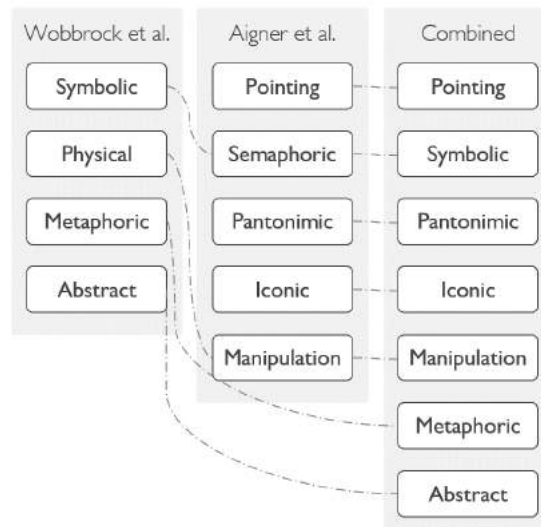 Wobbrock et al.
Symbolic
Physical
Metaphoric
Abstract
Aigner et al.
Pointing
Semaphoric
Pantonimic
Iconic
Manipulation
Combined
Pointing
Symbolic
Pantonimic
Iconic
Manipulation
Metaphoric
Abstract